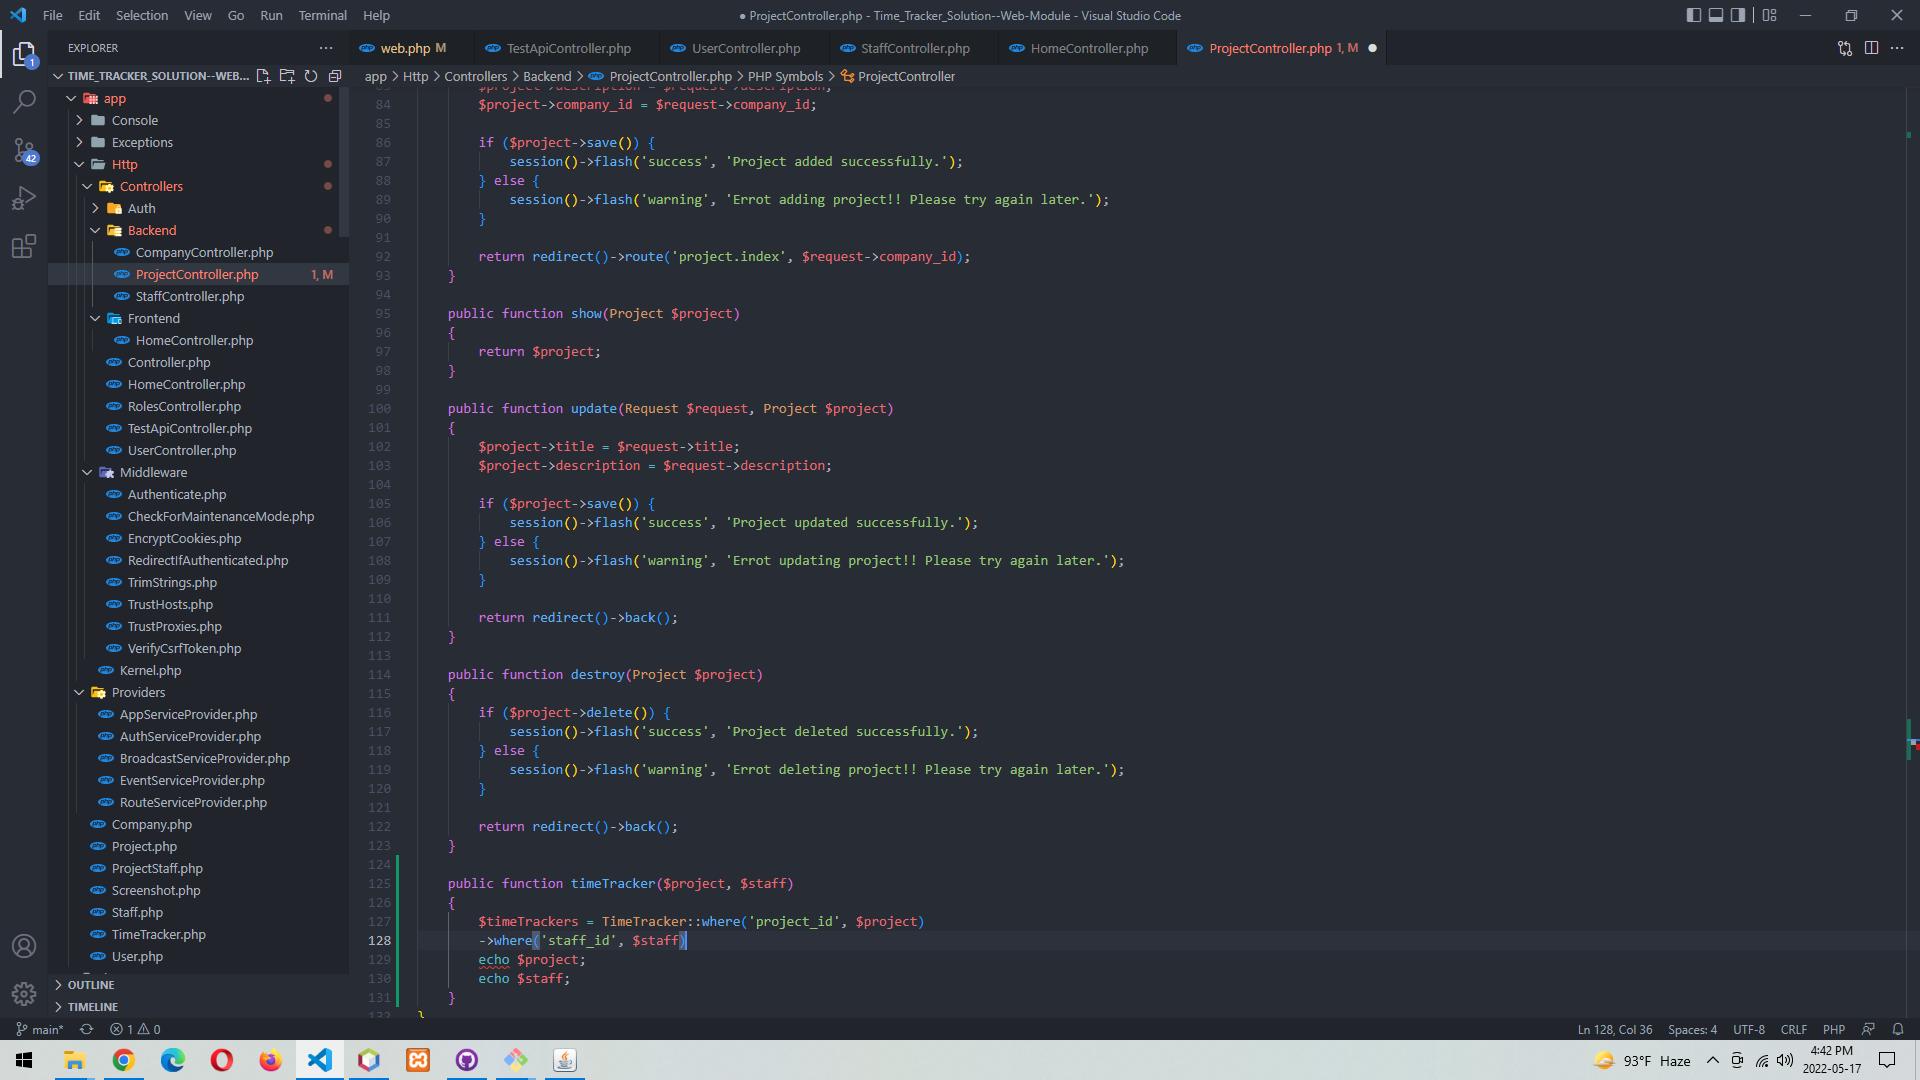 File Edit Selection View Go Run Terminal Help
● ProjectController.php - Time_Tracker_Solution--Web-Module - Visual Studio Code
EXPLORER
web.php M
TestApiController.php
UserController.php
StaffController.php
HomeController.php
ProjectController.php 1, M
TIME_TRACKER_SOLUTION--WEB...
app > Http > Controllers > Backend > ProjectController.php > PHP Symbols > ProjectController
1
42
app
Console
Exceptions
Http
Controllers
Auth
Backend
CompanyController.php
ProjectController.php 1, M
StaffController.php
Frontend
HomeController.php
Controller.php
HomeController.php
RolesController.php
TestApiController.php
UserController.php
Middleware
Authenticate.php
CheckForMaintenanceMode.php
EncryptCookies.php
RedirectIfAuthenticated.php
TrimStrings.php
TrustHosts.php
TrustProxies.php
VerifyCsrfToken.php
Kernel.php
Providers
AppServiceProvider.php
AuthServiceProvider.php
BroadcastServiceProvider.php
EventServiceProvider.php
RouteServiceProvider.php
Company.php
Project.php
ProjectStaff.php
Screenshot.php
Staff.php
TimeTracker.php
User.php
OUTLINE
TIMELINE
83 $project->description = $request->description;
84 $project->company_id = $request->company_id;
85
86 if ($project->save()) {
87 session()->flash('success', 'Project added successfully.');
88 } else {
89 session()->flash('warning', 'Errot adding project!! Please try again later.');
90 }
91
92 return redirect()->route('project.index', $request->company_id);
93 }
94
95 public function show(Project $project)
96 {
97 return $project;
98 }
99
100 public function update(Request $request, Project $project)
101 {
102 $project->title = $request->title;
103 $project->description = $request->description;
104
105 if ($project->save()) {
106 session()->flash('success', 'Project updated successfully.');
107 } else {
108 session()->flash('warning', 'Errot updating project!! Please try again later.');
109 }
110
111 return redirect()->back();
112 }
113
114 public function destroy(Project $project)
115 {
116 if ($project->delete()) {
117 session()->flash('success', 'Project deleted successfully.');
118 } else {
119 session()->flash('warning', 'Errot deleting project!! Please try again later.');
120 }
121
122 return redirect()->back();
123 }
124
125 public function timeTracker($project, $staff)
126 {
127 $timeTrackers = TimeTracker::where('project_id', $project)
128 ->where('staff_id', $staff)
129 echo $project;
130 echo $staff;
131 }
132 }
main* 1 0
Ln 128, Col 36 Spaces: 4 UTF-8 CRLF PHP
93°F Haze
4:42 PM
2022-05-17